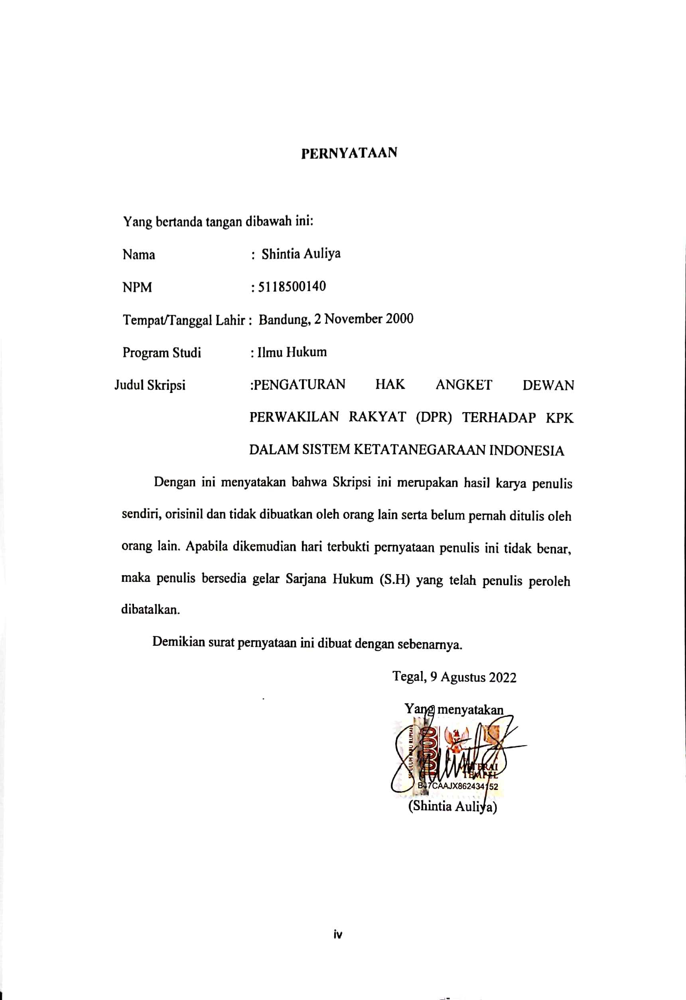 PERNYATAAN
Yang bertanda tangan dibawah ini:
Nama : Shintia Auliya
NPM : 5118500140
Tempat/Tanggal Lahir : Bandung, 2 November 2000
Program Studi : Ilmu Hukum
Judul Skripsi :PENGATURAN HAK ANGKET DEWAN
PERWAKILAN RAKYAT (DPR) TERHADAP KPK
DALAM SISTEM KETATANEGARAAN INDONESIA
Dengan ini menyatakan bahwa Skripsi ini merupakan hasil karya penulis
sendiri, orisinil dan tidak dibuatkan oleh orang lain serta belum pernah ditulis oleh
orang lain. Apabila dikemudian hari terbukti pernyataan penulis ini tidak benar,
maka penulis bersedia gelar Sarjana Hukum (S.H) yang telah penulis peroleh
dibatalkan.
Demikian surat pernyataan ini dibuat dengan sebenarnya.
Tegal, 9 Agustus 2022
Yang menyatakan
SEPULUH RIBU RUPIAH
10000
METERAI
TEMPEL
B47CAAJX862434152
(Shintia Auliya)
iv